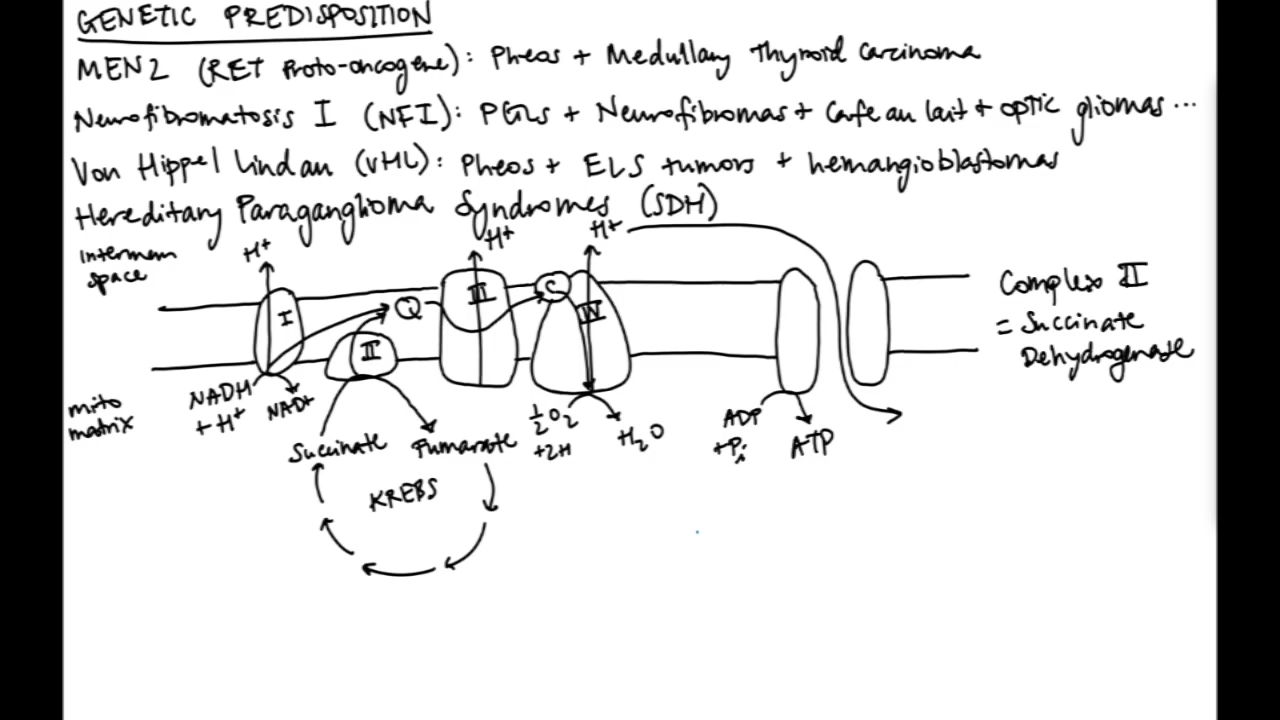 GENETIC PREDISPOSITION
MEN2 (RET Proto-oncogene): Pheos + Medullary Thyroid Carcinoma
Neurofibromatosis I (NFI): PGLs + Neurofibromas + Cafe au lait + optic gliomas ...
Von Hippel Lindau (VHL): Pheos + ELS tumors + hemangioblastomas
Hereditary Paraganglioma Syndromes (SDH)
Intermem
space
H+
H+
H+
I
II
Q
III
C
IV
Complex II
= Succinate
Dehydrogenase
mito
matrix
NADH
+ H+
NAD+
Succinate
Fumarate
KREBS
½O2
+2H
H2O
ADP
+Pi
ATP